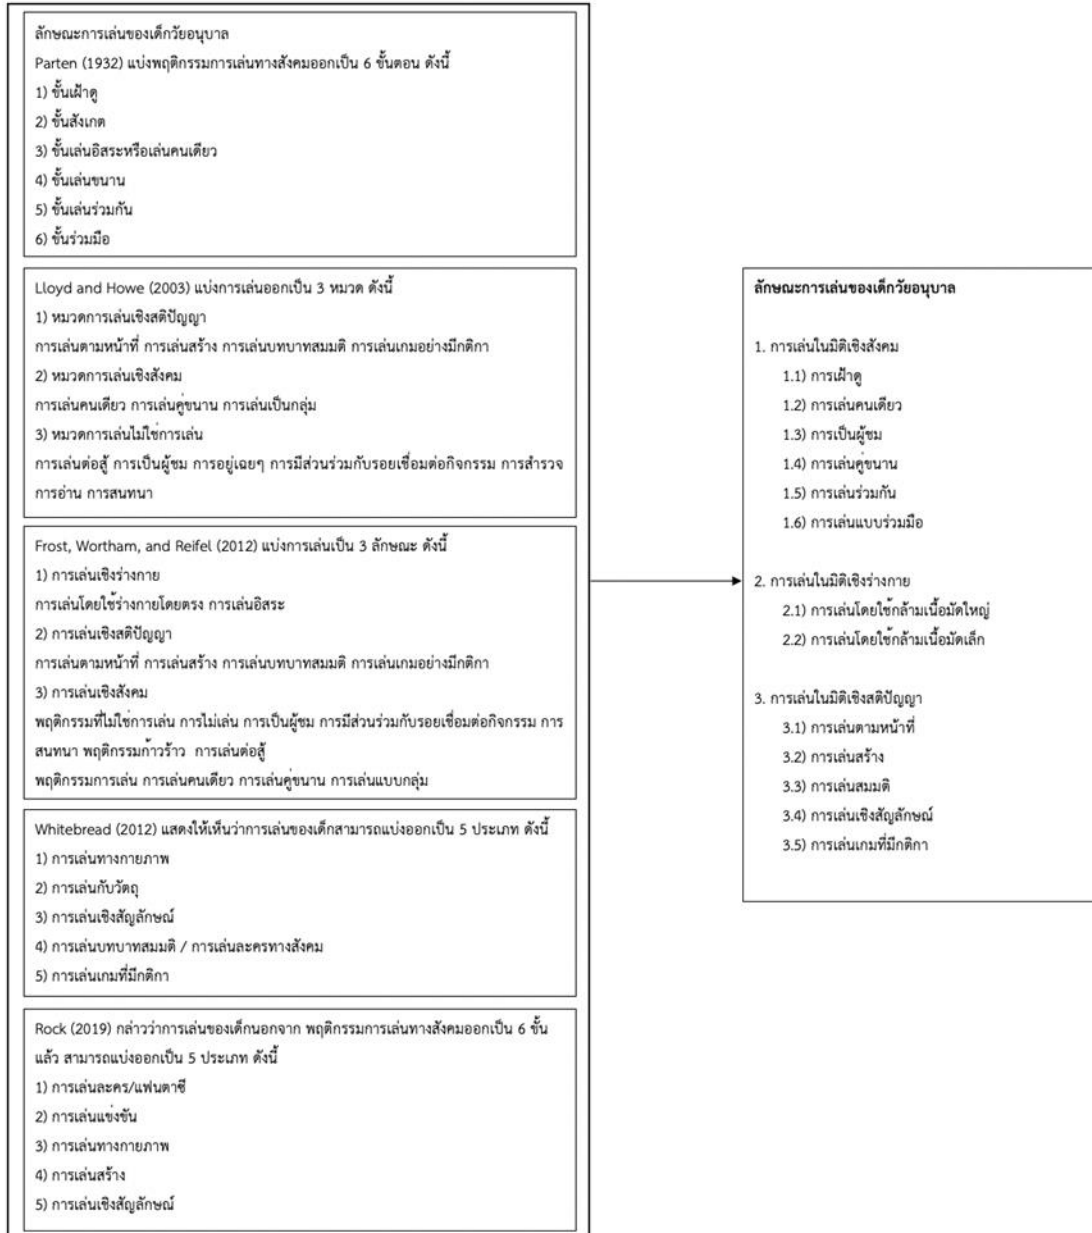 ลักษณะการเล่นของเด็กวัยอนุบาล
Parten (1932) แบ่งพฤติกรรมการเล่นทางสังคมออกเป็น 6 ขั้นตอน ดังนี้
1) ขั้นเฝ้าดู
2) ขั้นสังเกต
3) ขั้นเล่นอิสระหรือเล่นคนเดียว
4) ขั้นเล่นขนาน
5) ขั้นเล่นร่วมกัน
6) ขั้นร่วมมือ
Lloyd and Howe (2003) แบ่งการเล่นออกเป็น 3 หมวด ดังนี้
1) หมวดการเล่นเชิงสติปัญญา
การเล่นตามหน้าที่ การเล่นสร้าง การเล่นบทบาทสมมติ การเล่นเกมอย่างมีกติกา
2) หมวดการเล่นเชิงสังคม
การเล่นคนเดียว การเล่นคู่ขนาน การเล่นเป็นกลุ่ม
3) หมวดการเล่นไม่ใช่การเล่น
การเล่นต่อสู้ การเป็นผู้ชม การอยู่เฉยๆ การมีส่วนร่วมกับรอยเชื่อมต่อกิจกรรม การสำรวจ
การอ่าน การสนทนา
Frost, Wortham, and Reifel (2012) แบ่งการเล่นเป็น 3 ลักษณะ ดังนี้
1) การเล่นเชิงร่างกาย
การเล่นโดยใช้ร่างกายโดยตรง การเล่นอิสระ
2) การเล่นเชิงสติปัญญา
การเล่นตามหน้าที่ การเล่นสร้าง การเล่นบทบาทสมมติ การเล่นเกมอย่างมีกติกา
3) การเล่นเชิงสังคม
พฤติกรรมที่ไม่ใช่การเล่น การไม่เล่น การเป็นผู้ชม การมีส่วนร่วมกับรอยเชื่อมต่อกิจกรรม การ
สนทนา พฤติกรรมก้าวร้าว การเล่นต่อสู้
พฤติกรรมการเล่น การเล่นคนเดียว การเล่นคู่ขนาน การเล่นแบบกลุ่ม
Whitebread (2012) แสดงให้เห็นว่าการเล่นของเด็กสามารถแบ่งออกเป็น 5 ประเภท ดังนี้
1) การเล่นทางกายภาพ
2) การเล่นกับวัตถุ
3) การเล่นเชิงสัญลักษณ์
4) การเล่นบทบาทสมมติ / การเล่นละครทางสังคม
5) การเล่นเกมที่มีกติกา
Rock (2019) กล่าวว่าการเล่นของเด็กนอกจาก พฤติกรรมการเล่นทางสังคมออกเป็น 6 ขั้น
แล้ว สามารถแบ่งออกเป็น 5 ประเภท ดังนี้
1) การเล่นละคร/แฟนตาซี
2) การเล่นแข่งขัน
3) การเล่นทางกายภาพ
4) การเล่นสร้าง
5) การเล่นเชิงสัญลักษณ์
ลักษณะการเล่นของเด็กวัยอนุบาล
1. การเล่นในมิติเชิงสังคม
1.1) การเฝ้าดู
1.2) การเล่นคนเดียว
1.3) การเป็นผู้ชม
1.4) การเล่นคู่ขนาน
1.5) การเล่นร่วมกัน
1.6) การเล่นแบบร่วมมือ
2. การเล่นในมิติเชิงร่างกาย
2.1) การเล่นโดยใช้กล้ามเนื้อมัดใหญ่
2.2) การเล่นโดยใช้กล้ามเนื้อมัดเล็ก
3. การเล่นในมิติเชิงสติปัญญา
3.1) การเล่นตามหน้าที่
3.2) การเล่นสร้าง
3.3) การเล่นสมมติ
3.4) การเล่นเชิงสัญลักษณ์
3.5) การเล่นเกมที่มีกติกา